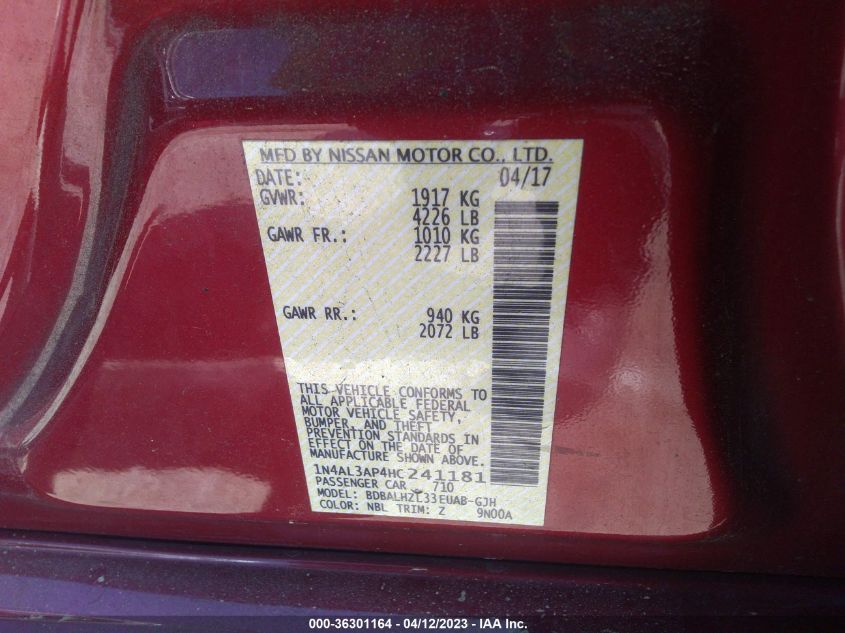 MFD BY NISSAN MOTOR CO., LTD.
DATE: 04/17
GVWR: 1917 KG
4226 LB
GAWR FR.: 1010 KG
2227 LB
GAWR RR.: 940 KG
2072 LB
THIS VEHICLE CONFORMS TO
ALL APPLICABLE FEDERAL
MOTOR VEHICLE SAFETY,
BUMPER, AND THEFT
PREVENTION STANDARDS IN
EFFECT ON THE DATE OF
MANUFACTURE SHOWN ABOVE.
1N4AL3AP4HC241181
PASSENGER CAR 710
MODEL: BDBALHZL33EUAB-GJH
COLOR: NBL TRIM: Z 9N00A
000-36301164 - 04/12/2023 - IAA Inc.